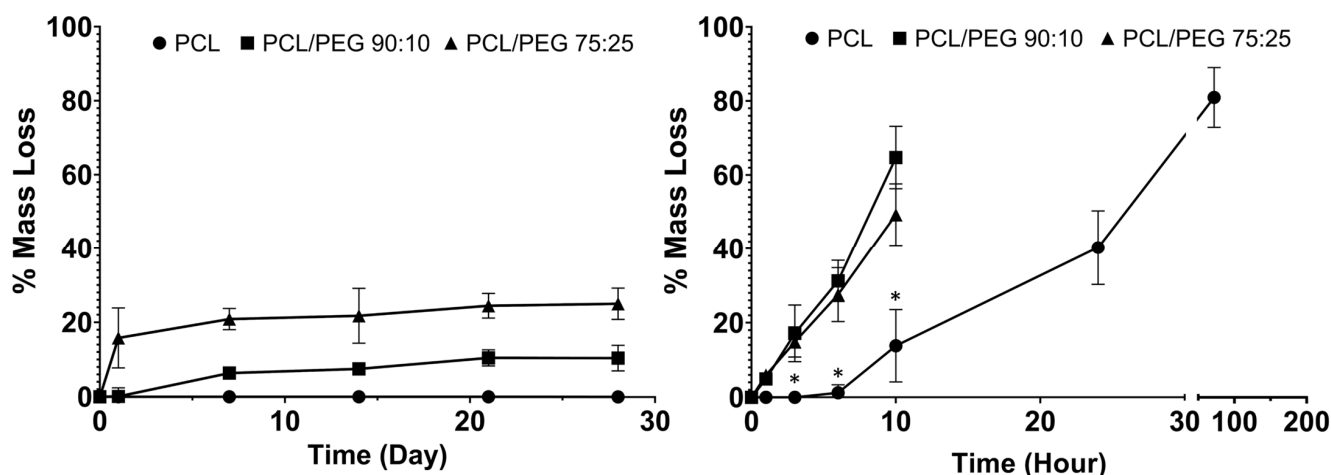 % Mass Loss
100
80
60
40
20
0
● PCL ■ PCL/PEG 90:10 ▲ PCL/PEG 75:25
0 10 20 30
Time (Day)
% Mass Loss
100
80
60
40
20
0
● PCL ■ PCL/PEG 90:10 ▲ PCL/PEG 75:25
* * *
0 10 20 30 100 200
Time (Hour)